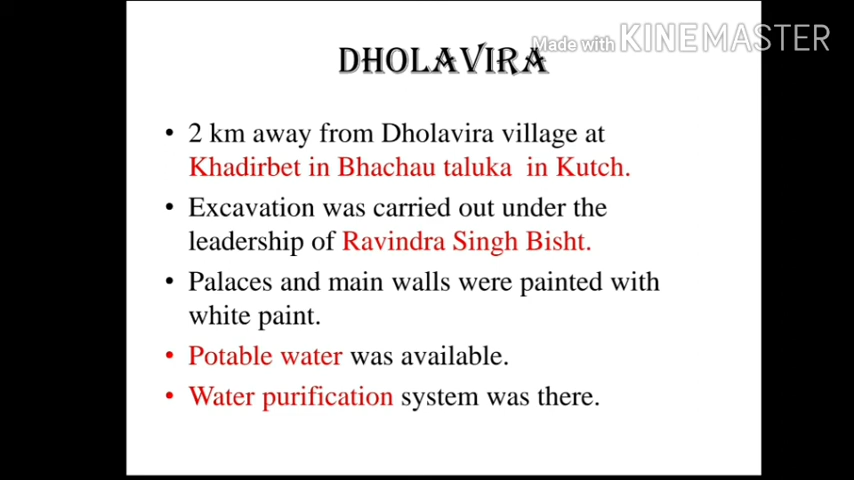 Made with KINEMASTER
DHOLAVIRA
• 2 km away from Dholavira village at
Khadirbet in Bhachau taluka in Kutch.
• Excavation was carried out under the
leadership of Ravindra Singh Bisht.
• Palaces and main walls were painted with
white paint.
• Potable water was available.
• Water purification system was there.